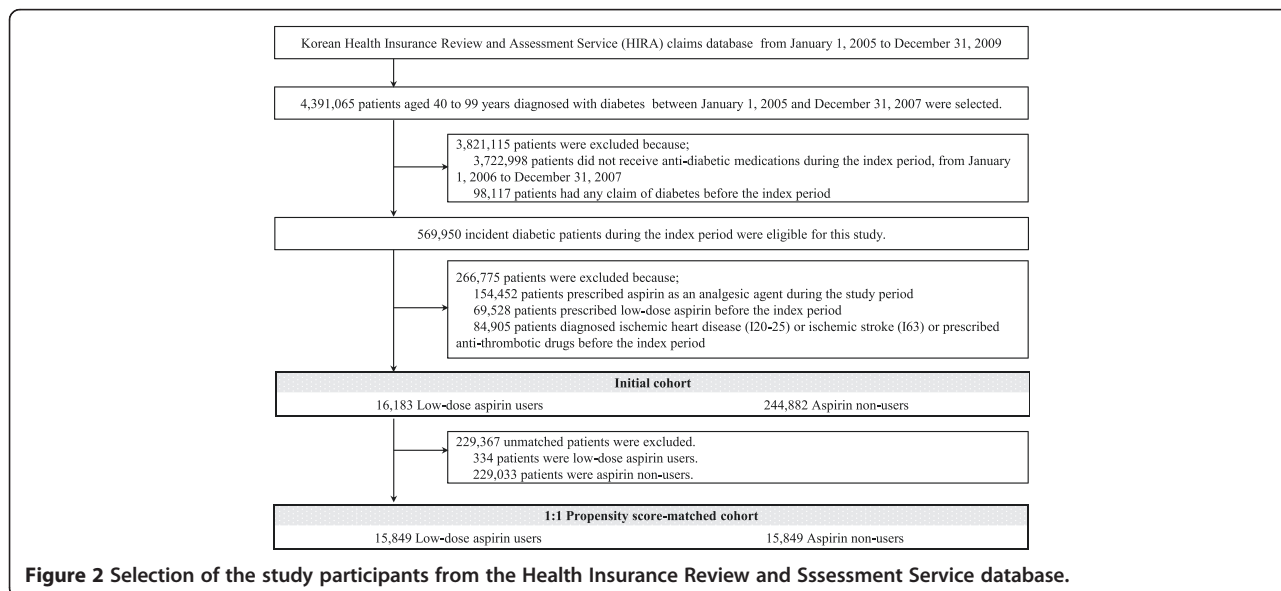 Korean Health Insurance Review and Assessment Service (HIRA) claims database from January 1, 2005 to December 31, 2009
4,391,065 patients aged 40 to 99 years diagnosed with diabetes between January 1, 2005 and December 31, 2007 were selected.
3,821,115 patients were excluded because;
3,722,998 patients did not receive anti-diabetic medications during the index period, from January
1, 2006 to December 31, 2007
98,117 patients had any claim of diabetes before the index period
569,950 incident diabetic patients during the index period were eligible for this study.
266,775 patients were excluded because;
154,452 patients prescribed aspirin as an analgesic agent during the study period
69,528 patients prescribed low-dose aspirin before the index period
84,905 patients diagnosed ischemic heart disease (I20-25) or ischemic stroke (I63) or prescribed
anti-thrombotic drugs before the index period
Initial cohort
16,183 Low-dose aspirin users 244,882 Aspirin non-users
229,367 unmatched patients were excluded.
334 patients were low-dose aspirin users.
229,033 patients were aspirin non-users.
1:1 Propensity score-matched cohort
15,849 Low-dose aspirin users 15,849 Aspirin non-users
Figure 2 Selection of the study participants from the Health Insurance Review and Sssessment Service database.